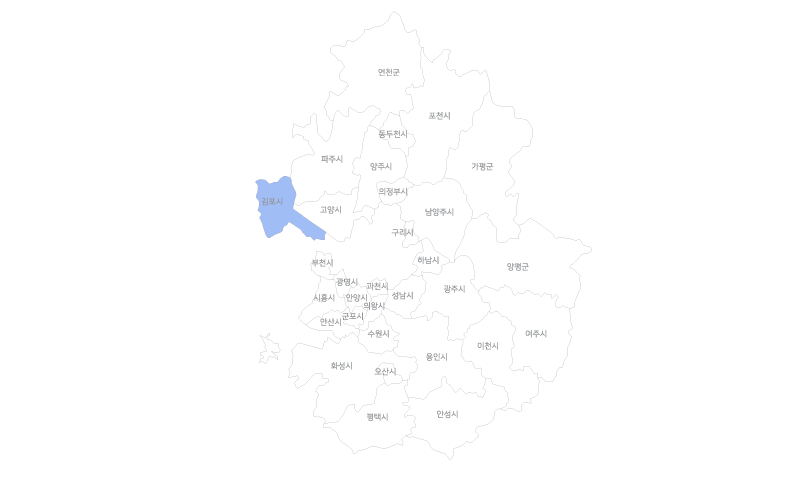 연천군
포천시
동두천시
파주시
양주시
가평군
의정부시
김포시
고양시
남양주시
구리시
하남시
부천시
양평군
광명시
과천시
광주시
시흥시
안양시
성남시
의왕시
군포시
안산시
수원시
여주시
이천시
용인시
화성시
오산시
평택시
안성시